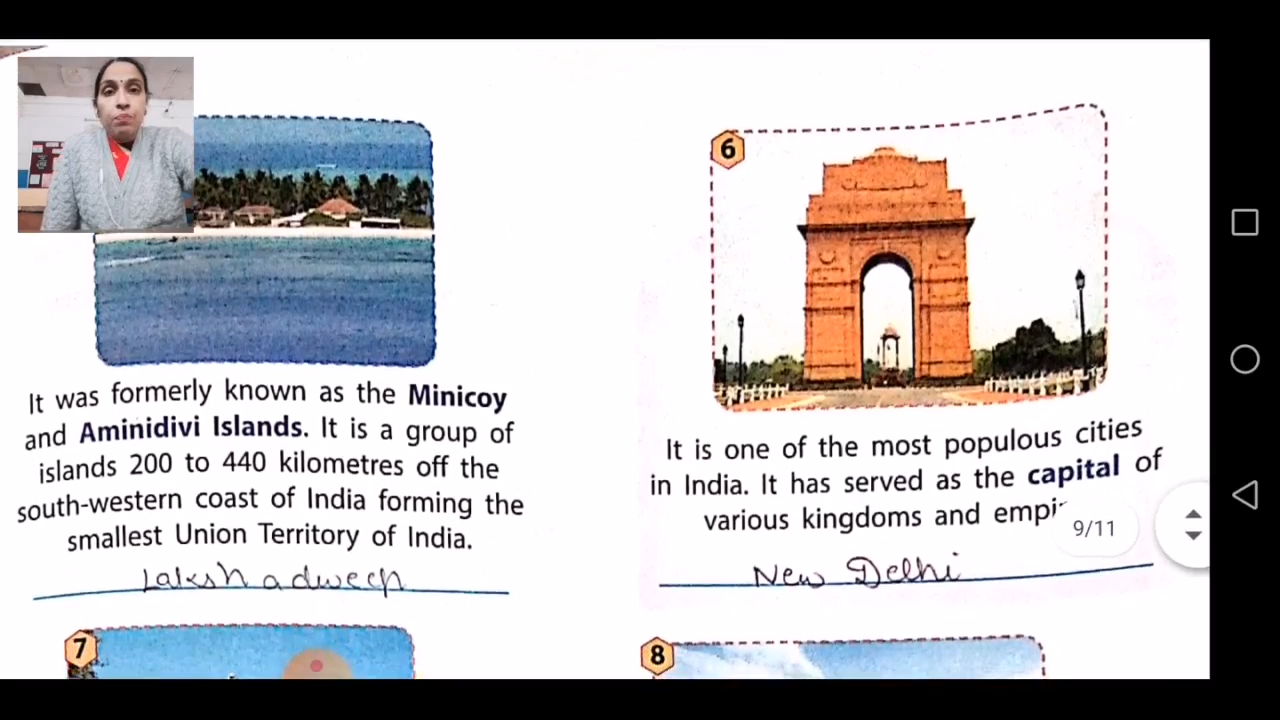 It was formerly known as the Minicoy
and Aminidivi Islands. It is a group of
islands 200 to 440 kilometres off the
south-western coast of India forming the
smallest Union Territory of India.
Lakshadweep
6
It is one of the most populous cities
in India. It has served as the capital of
various kingdoms and empi
New Delhi
9/11
7
8